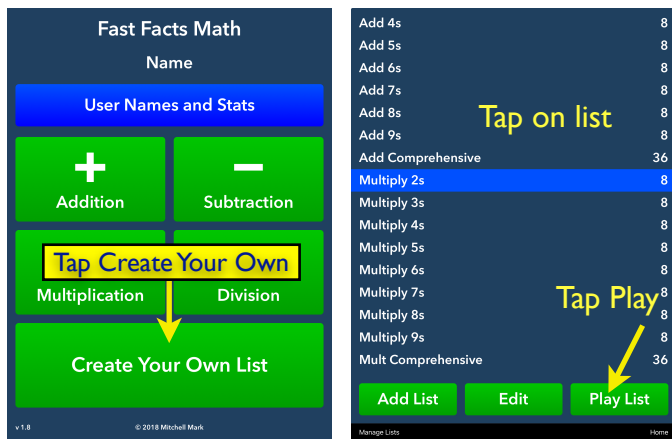 Fast Facts Math
Name
User Names and Stats
+ −
Addition Subtraction
Tap Create Your Own
Multiplication Division
Create Your Own List
v 1.8 © 2018 Mitchell Mark
Add 4s 8
Add 5s 8
Add 6s 8
Add 7s 8
Add 8s 8
Tap on list
Add 9s 8
Add Comprehensive 36
Multiply 2s 8
Multiply 3s 8
Multiply 4s 8
Multiply 5s 8
Multiply 6s 8
Multiply 7s 8
Tap Play
Multiply 8s 8
Multiply 9s 8
Mult Comprehensive 36
Add List Edit Play List
Manage Lists Home